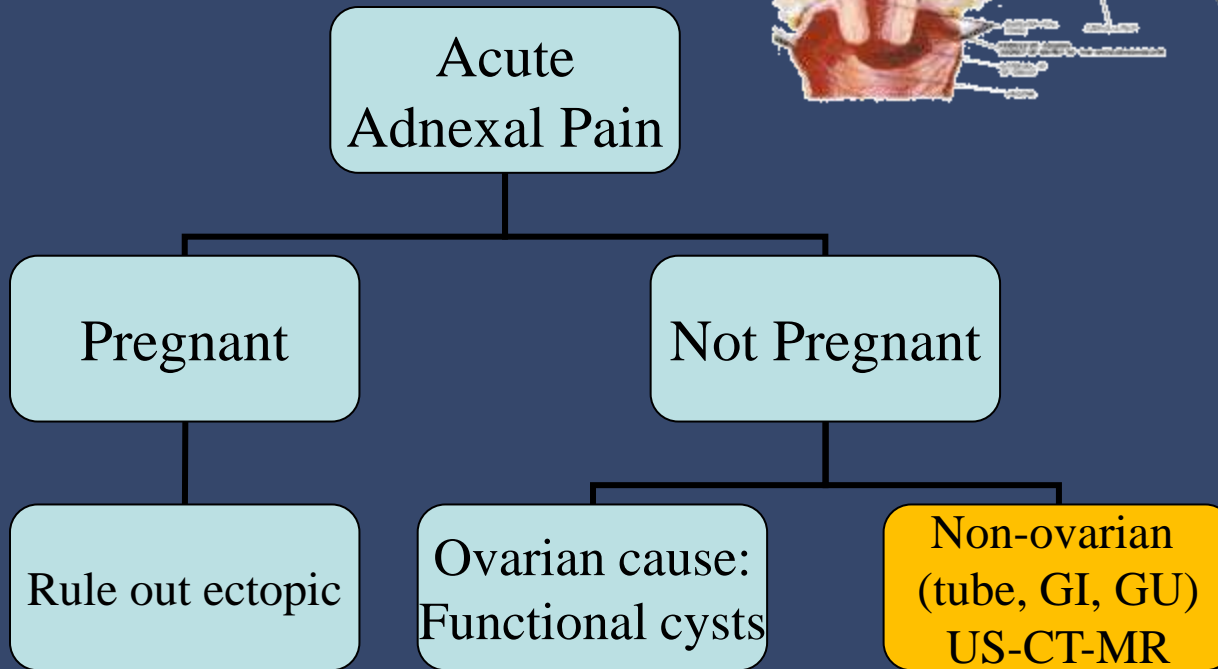 Acute
Adnexal Pain
Pregnant
Not Pregnant
Rule out ectopic
Ovarian cause:
Functional cysts
Non-ovarian
(tube, GI, GU)
US-CT-MR